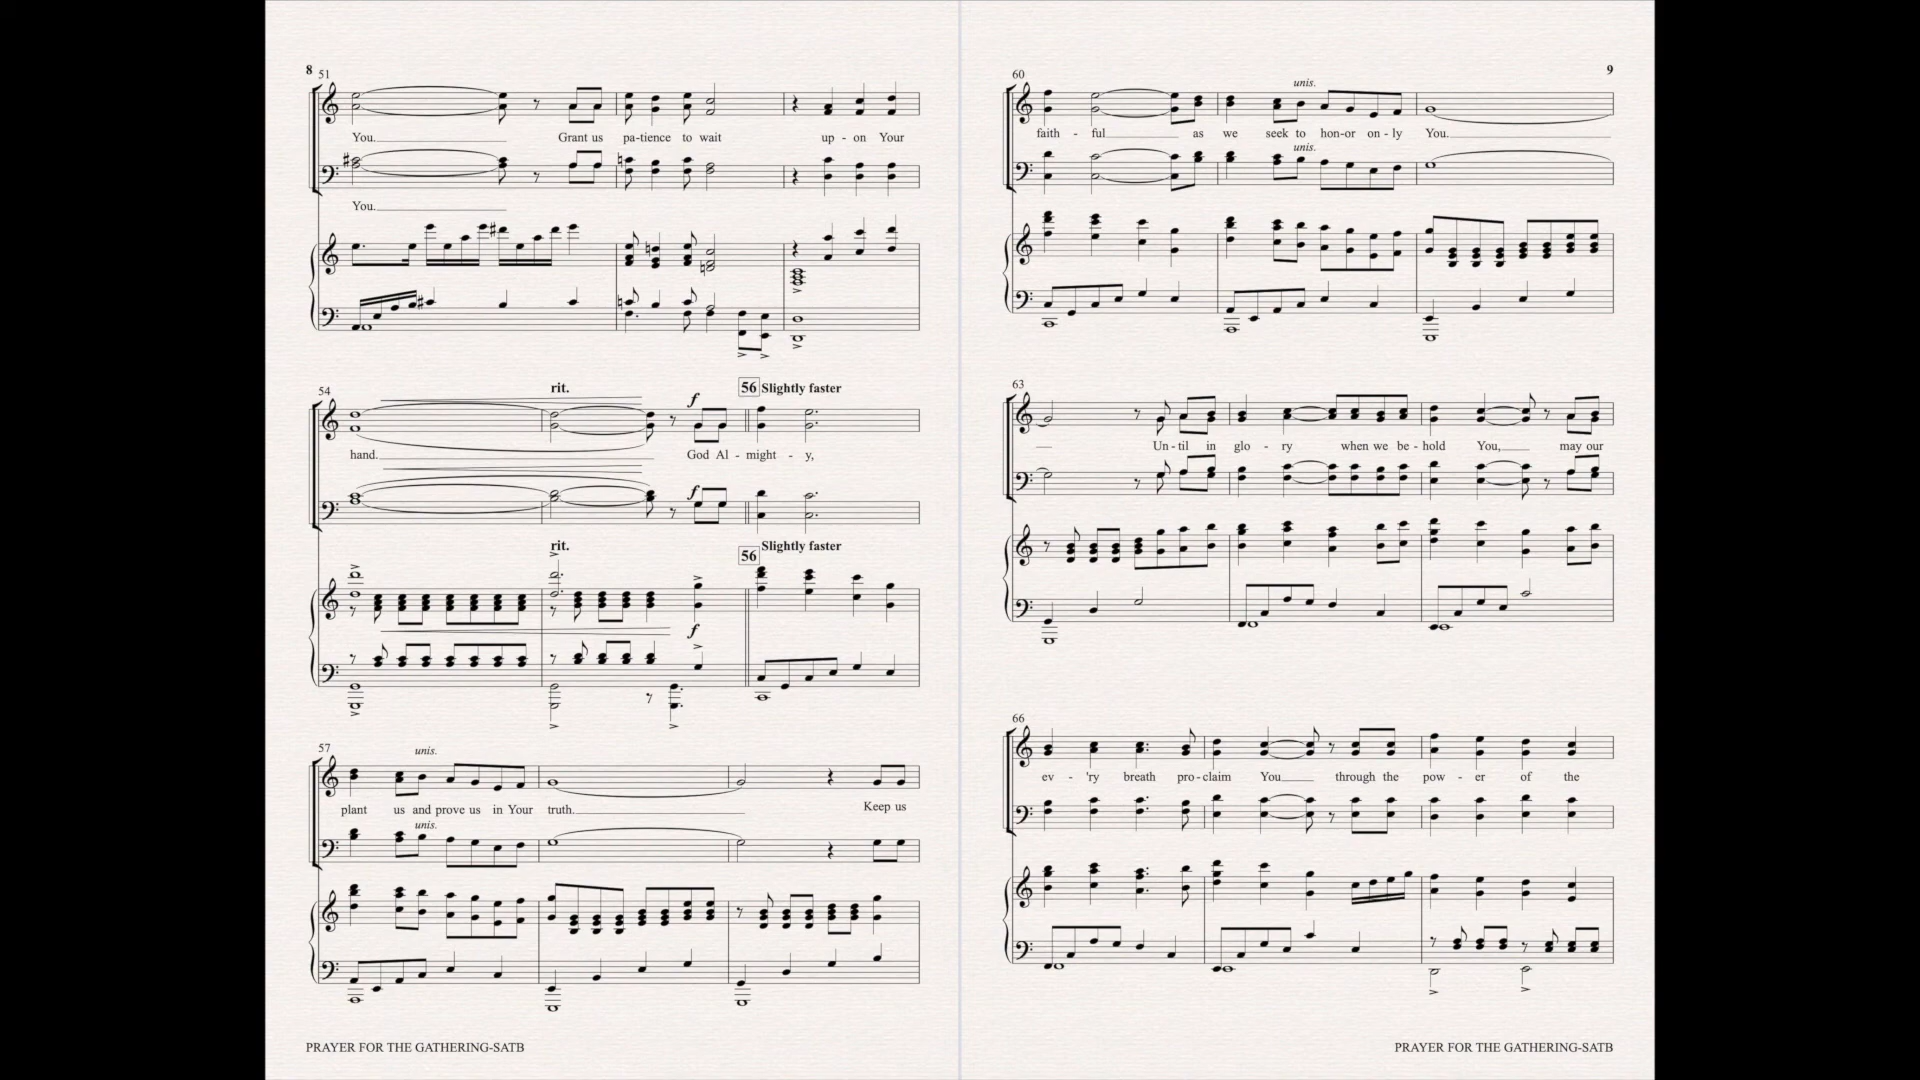 8 51
You. Grant us pa-tience to wait up - on Your
You.
54 rit. 56 Slightly faster
f
hand. God Al - might - y,
f
rit. 56 Slightly faster
f
57 unis.
plant us and prove us in Your truth. Keep us
unis.
PRAYER FOR THE GATHERING-SATB
60 9
unis.
faith - ful as we seek to hon-or on-ly You.
unis.
63
Un-til in glo - ry when we be-hold You, may our
66
ev - 'ry breath pro-claim You through the pow - er of the
PRAYER FOR THE GATHERING-SATB